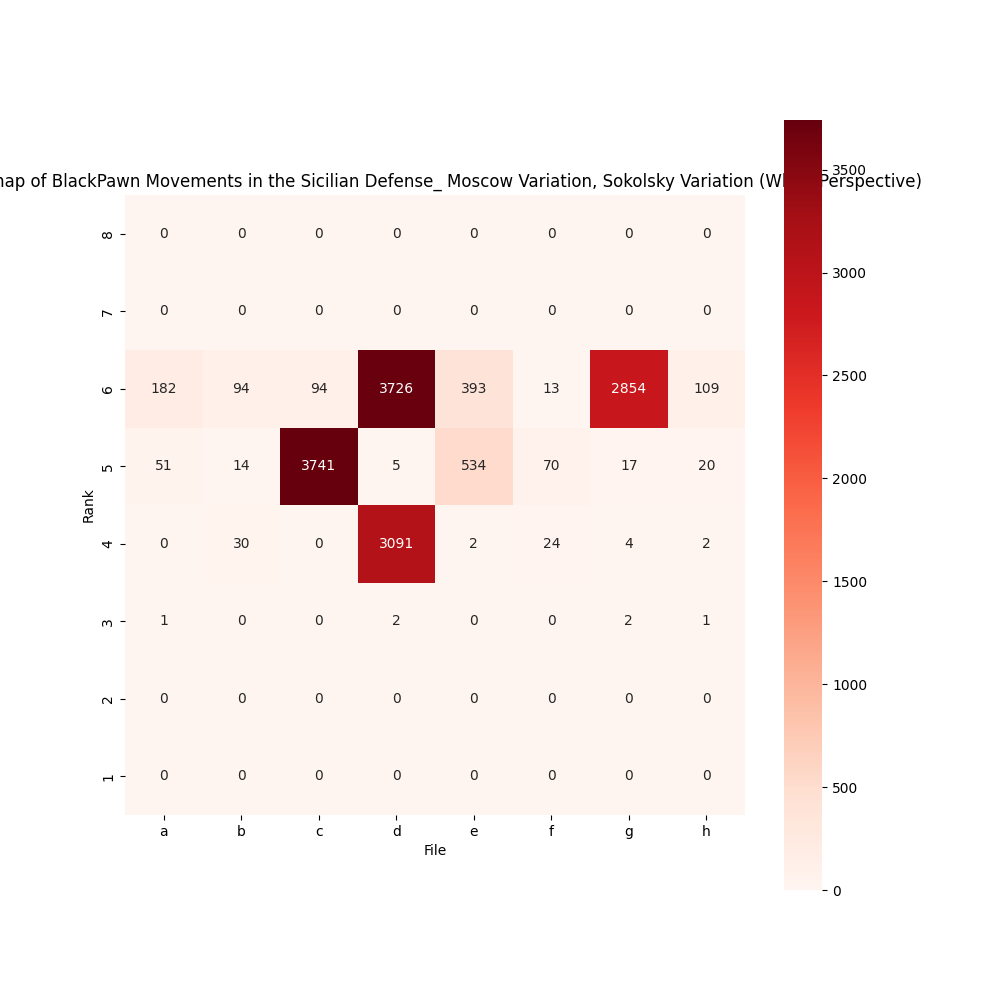 map of BlackPawn Movements in the Sicilian Defense_ Moscow Variation, Sokolsky Variation (W Perspective)
3500
8 0 0 0 0 0 0 0 0
3000
7 0 0 0 0 0 0 0 0
2500
6 182 94 94 3726 393 13 2854 109
5 51 14 3741 5 534 70 17 20
2000
Rank
4 0 30 0 3091 2 24 4 2
1500
3 1 0 0 2 0 0 2 1
1000
2 0 0 0 0 0 0 0 0
1 0 0 0 0 0 0 0 0
500
a b c d e f g h
File
0